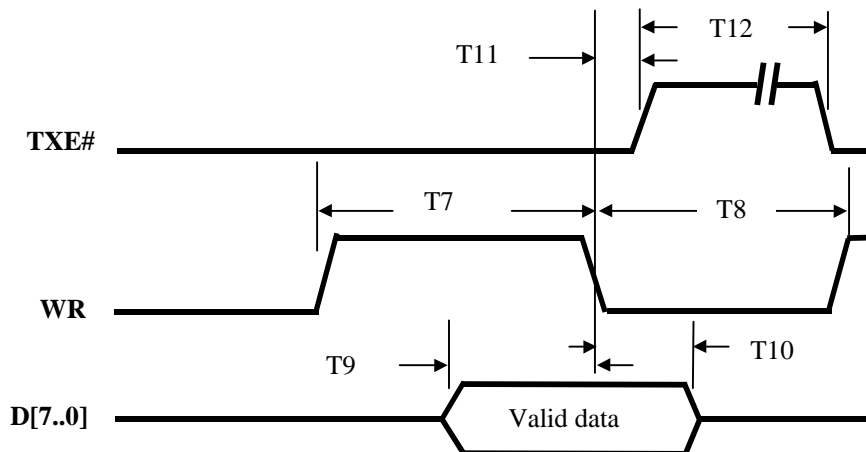 T12
T11
TXE#
T7
T8
WR
T9
T10
D[7..0]
Valid data